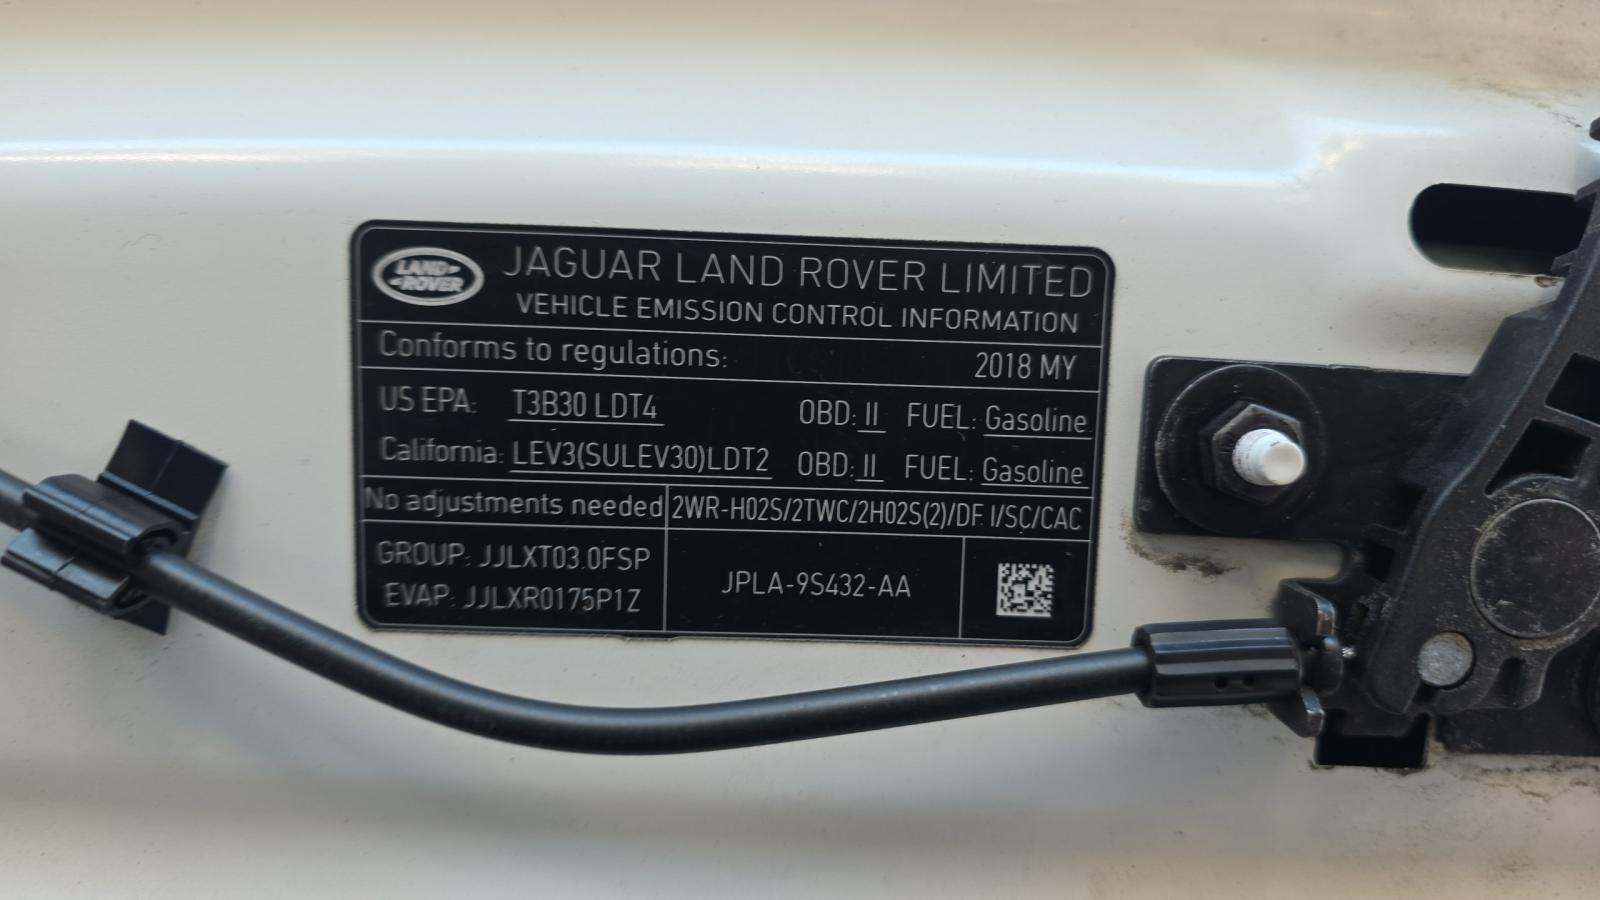 LAND
ROVER
JAGUAR LAND ROVER LIMITED
VEHICLE EMISSION CONTROL INFORMATION
Conforms to regulations: 2018 MY
US EPA: T3B30 LDT4 OBD: II FUEL: Gasoline
California: LEV3(SULEV30)LDT2 OBD: II FUEL: Gasoline
No adjustments needed 2WR-HO2S/2TWC/2HO2S(2)/DF I/SC/CAC
GROUP: JJLXT03.0FSP
EVAP: JJLXR0175P1Z
JPLA-9S432-AA